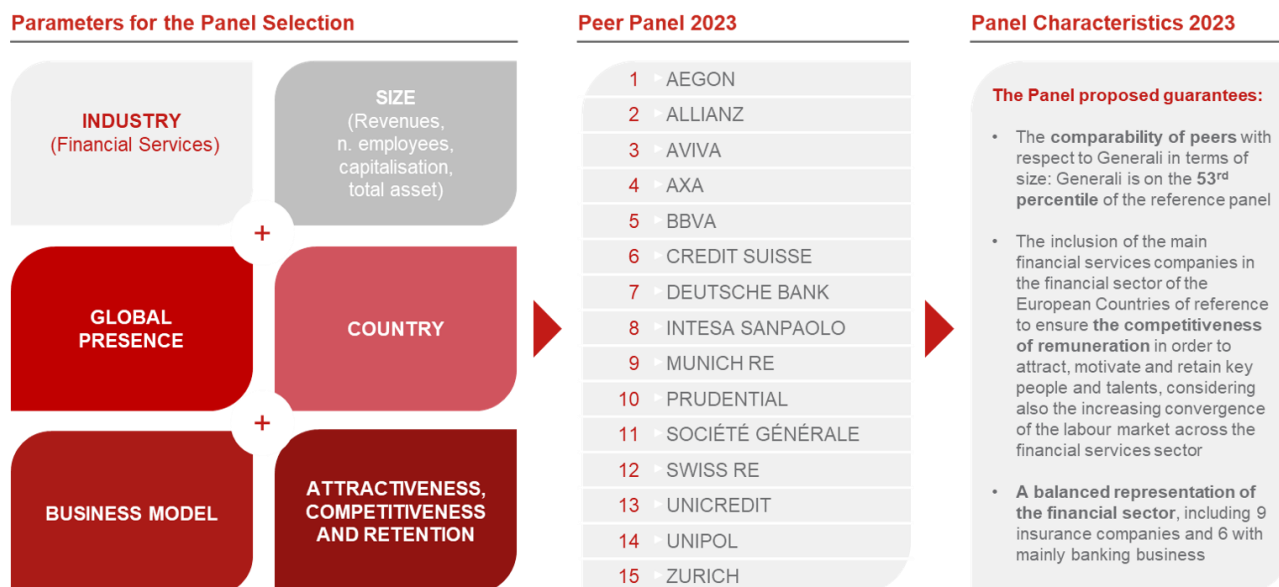 Parameters for the Panel Selection
INDUSTRY
(Financial Services)
SIZE
(Revenues,
n. employees,
capitalisation,
total asset)
+
GLOBAL
PRESENCE
COUNTRY
+
BUSINESS MODEL
ATTRACTIVENESS,
COMPETITIVENESS
AND RETENTION
Peer Panel 2023
1 AEGON
2 ALLIANZ
3 AVIVA
4 AXA
5 BBVA
6 CREDIT SUISSE
7 DEUTSCHE BANK
8 INTESA SANPAOLO
9 MUNICH RE
10 PRUDENTIAL
11 SOCIÉTÉ GÉNÉRALE
12 SWISS RE
13 UNICREDIT
14 UNIPOL
15 ZURICH
Panel Characteristics 2023
The Panel proposed guarantees:
• The comparability of peers with
respect to Generali in terms of
size: Generali is on the 53rd
percentile of the reference panel
• The inclusion of the main
financial services companies in
the financial sector of the
European Countries of reference
to ensure the competitiveness
of remuneration in order to
attract, motivate and retain key
people and talents, considering
also the increasing convergence
of the labour market across the
financial services sector
• A balanced representation of
the financial sector, including 9
insurance companies and 6 with
mainly banking business